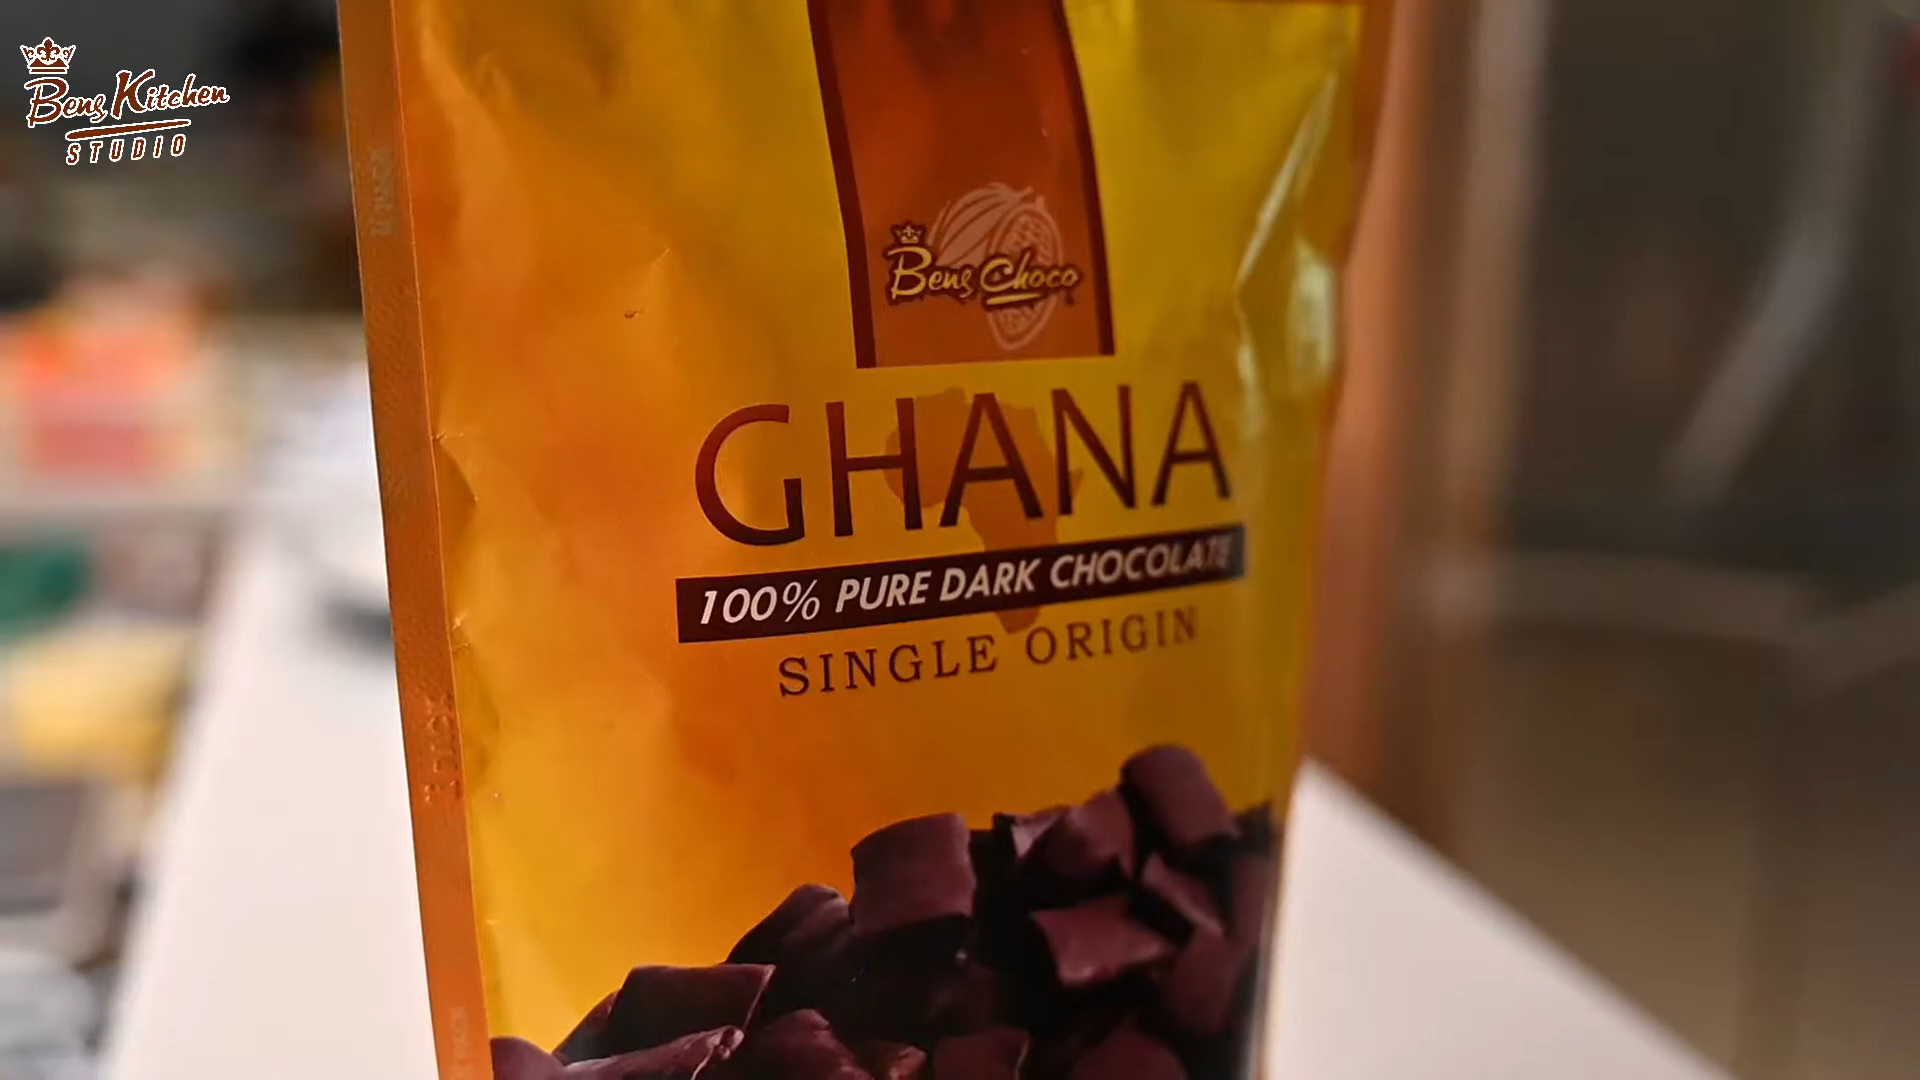 Bens Kitchen
STUDIO
Bens Choco
GHANA
100% PURE DARK CHOCOLATE
SINGLE ORIGIN